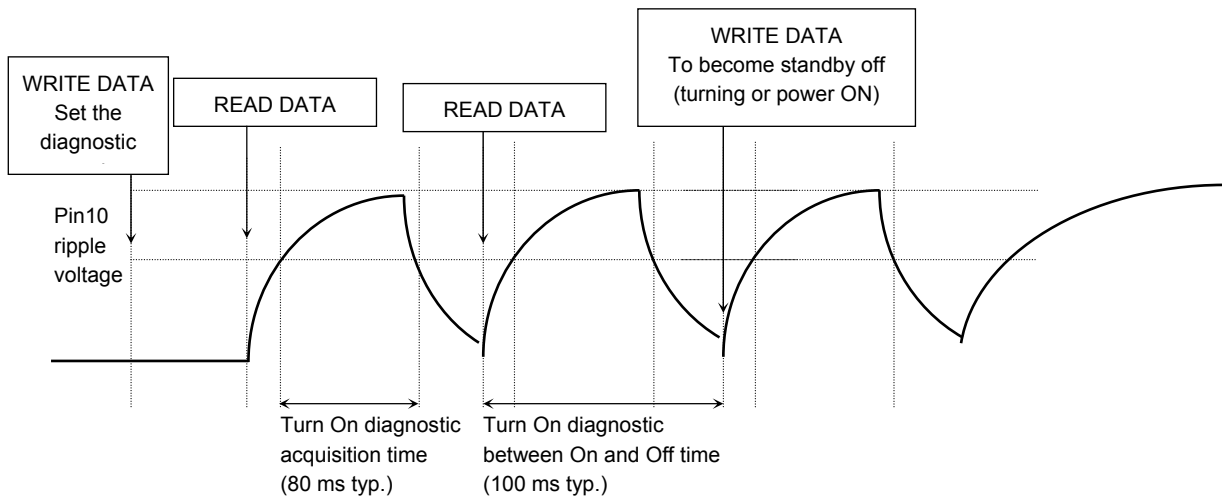 WRITE DATA
Set the
diagnostic
READ DATA
READ DATA
WRITE DATA
To become standby off
(turning or power ON)
Pin10
ripple
voltage
Turn On diagnostic
acquisition time
(80 ms typ.)
Turn On diagnostic
between On and Off time
(100 ms typ.)